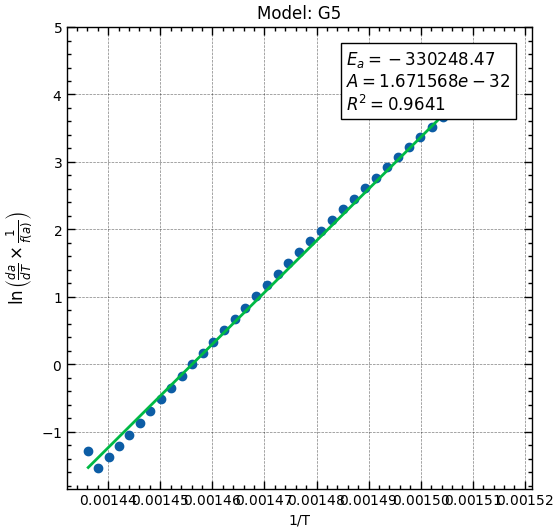 Model: G5
E_a = −330248.47
A = 1.671568e − 32
R² = 0.9641
5
4
3
2
1
0
−1
ln (da/dT × 1/f(a))
0.00144 0.00145 0.00146 0.00147 0.00148 0.00149 0.00150 0.00151 0.00152
1/T